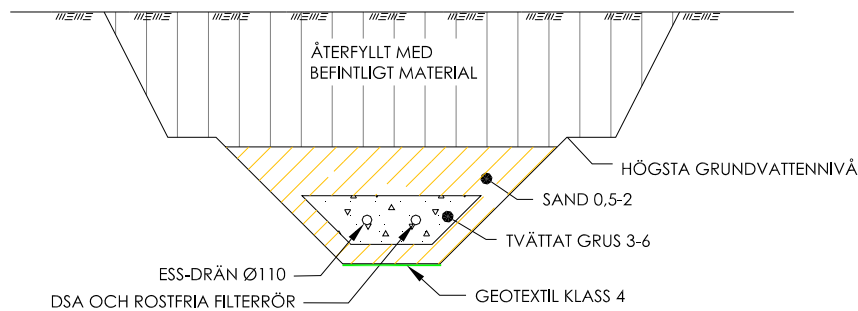 ÅTERFYLLT MED
BEFINTLIGT MATERIAL
HÖGSTA GRUNDVATTENNIVÅ
SAND 0,5-2
TVÄTTAT GRUS 3-6
ESS-DRÄN Ø110
DSA OCH ROSTFRIA FILTERRÖR
GEOTEXTIL KLASS 4